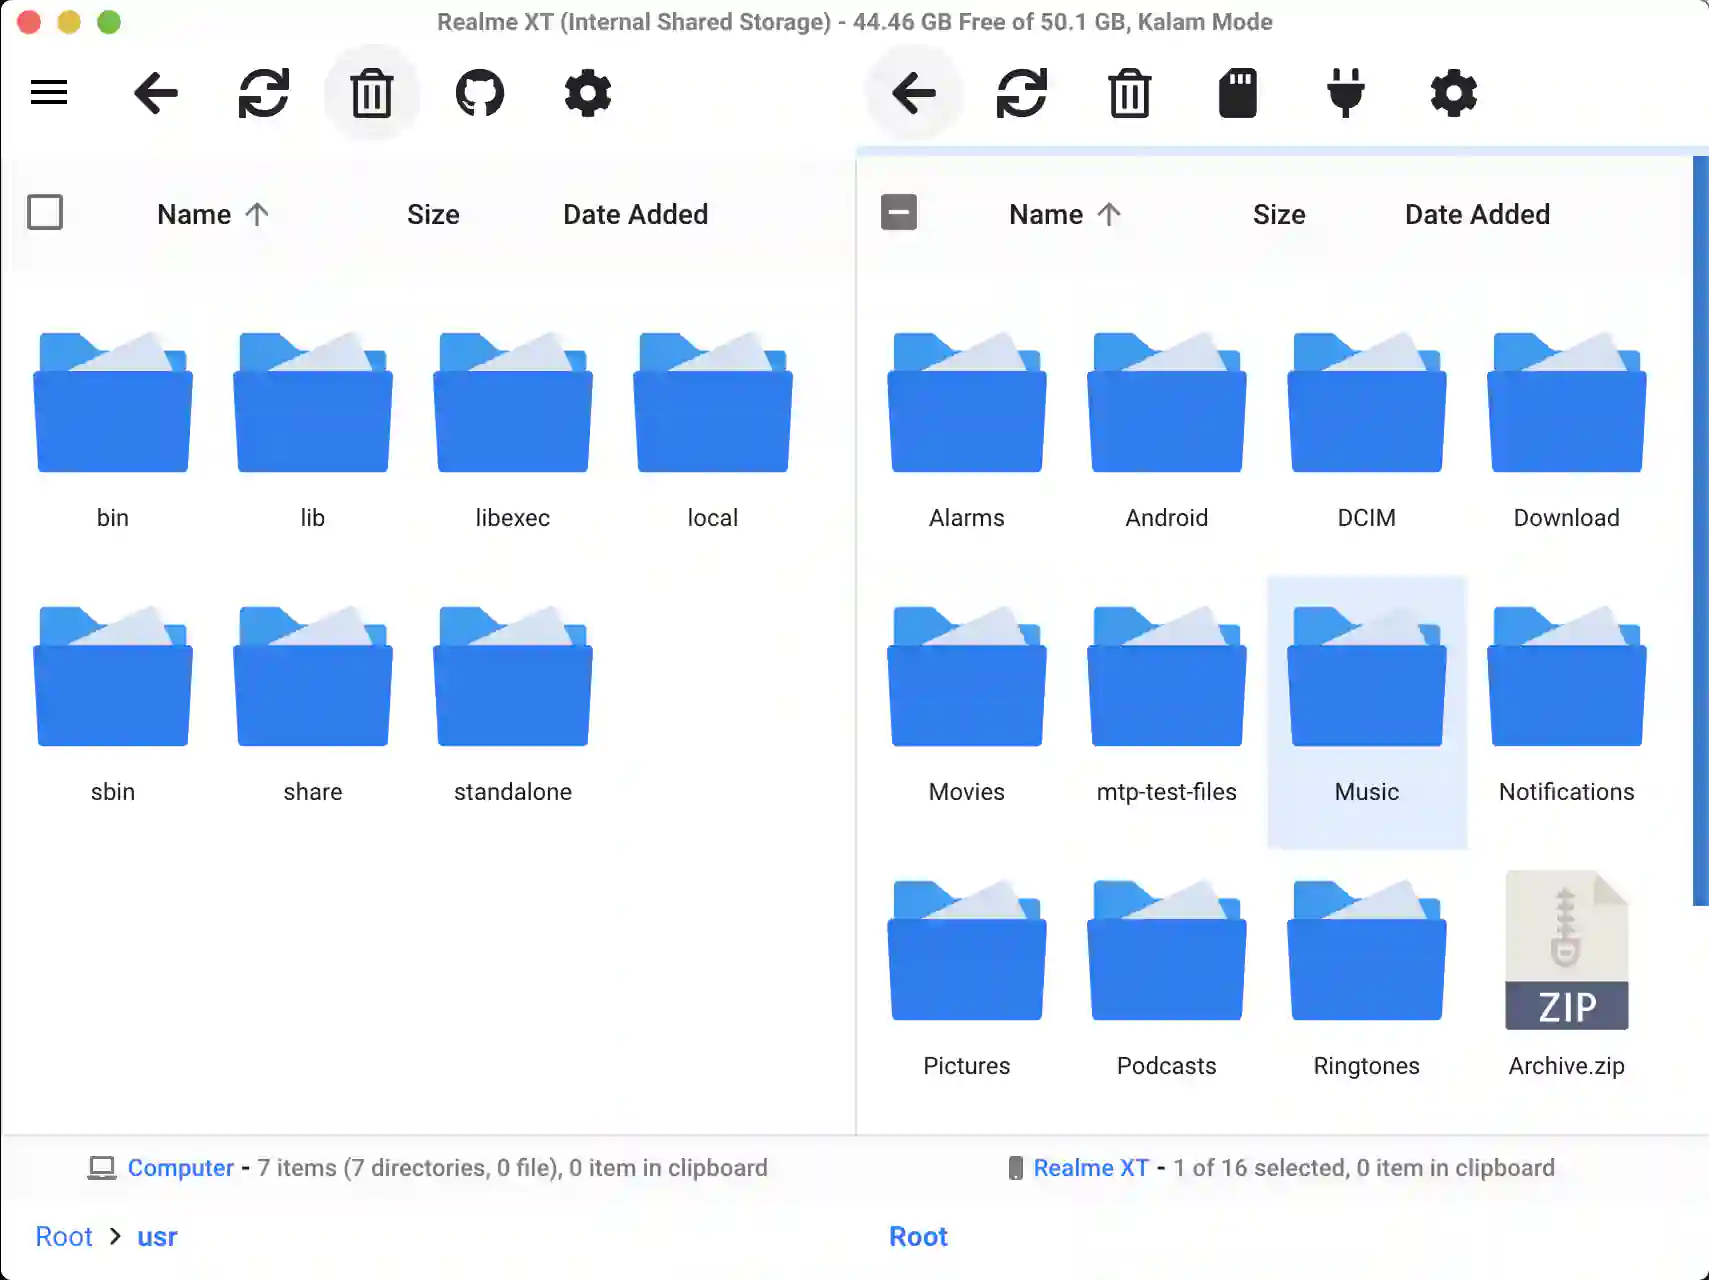 Realme XT (Internal Shared Storage) - 44.46 GB Free of 50.1 GB, Kalam Mode
Name Size Date Added
Name Size Date Added
bin lib libexec local
Alarms Android DCIM Download
sbin share standalone
Movies mtp-test-files Music Notifications
ZIP
Pictures Podcasts Ringtones Archive.zip
Computer - 7 items (7 directories, 0 file), 0 item in clipboard
Realme XT - 1 of 16 selected, 0 item in clipboard
Root > usr
Root